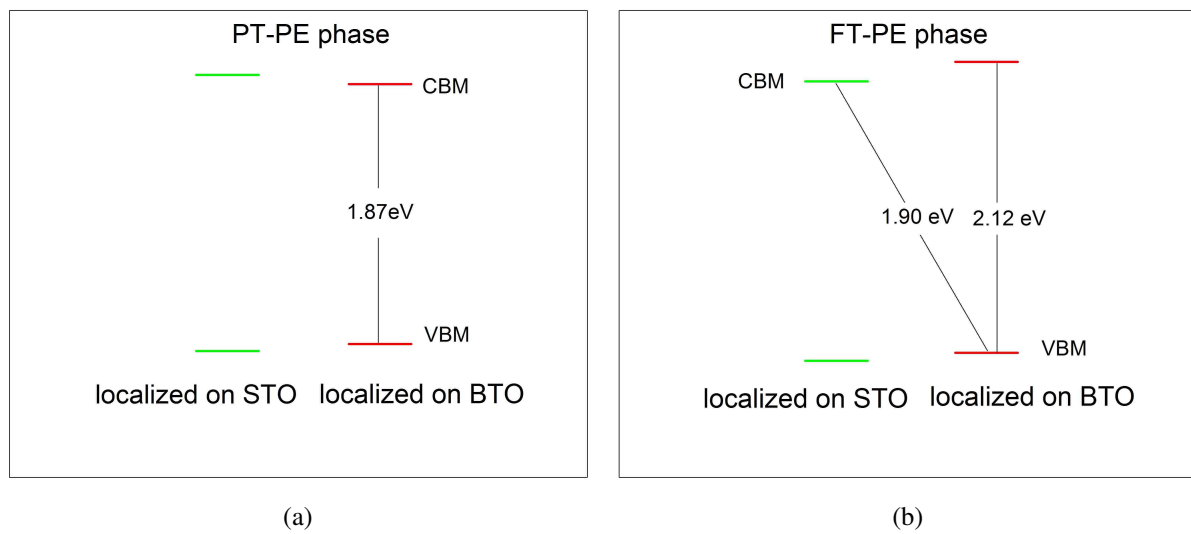 PT-PE phase
CBM
1.87eV
VBM
localized on STO
localized on BTO
(a)
FT-PE phase
CBM
1.90 eV
2.12 eV
VBM
localized on STO
localized on BTO
(b)